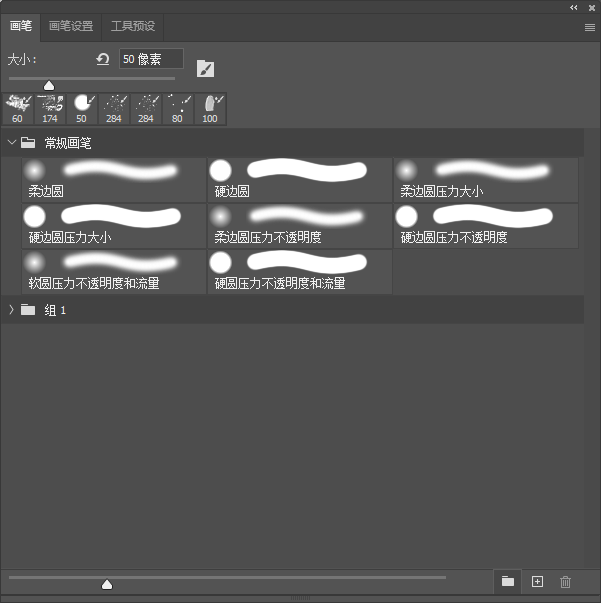 画笔 画笔设置 工具预设
大小: 50 像素
60 174 50 284 284 80 100
常规画笔
柔边圆 硬边圆 柔边圆压力大小
硬边圆压力大小 柔边圆压力不透明度 硬边圆压力不透明度
软圆压力不透明度和流量 硬圆压力不透明度和流量
组 1